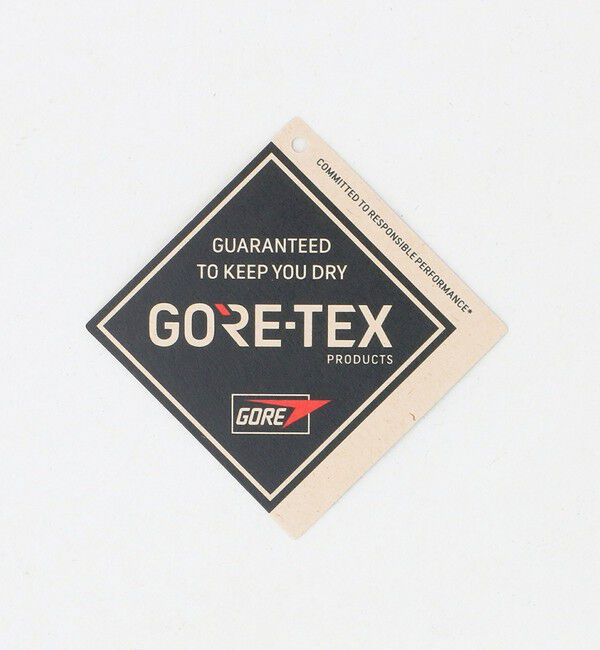 COMMITTED TO RESPONSIBLE PERFORMANCE*
GUARANTEED
TO KEEP YOU DRY
GORE-TEX
PRODUCTS
GORE